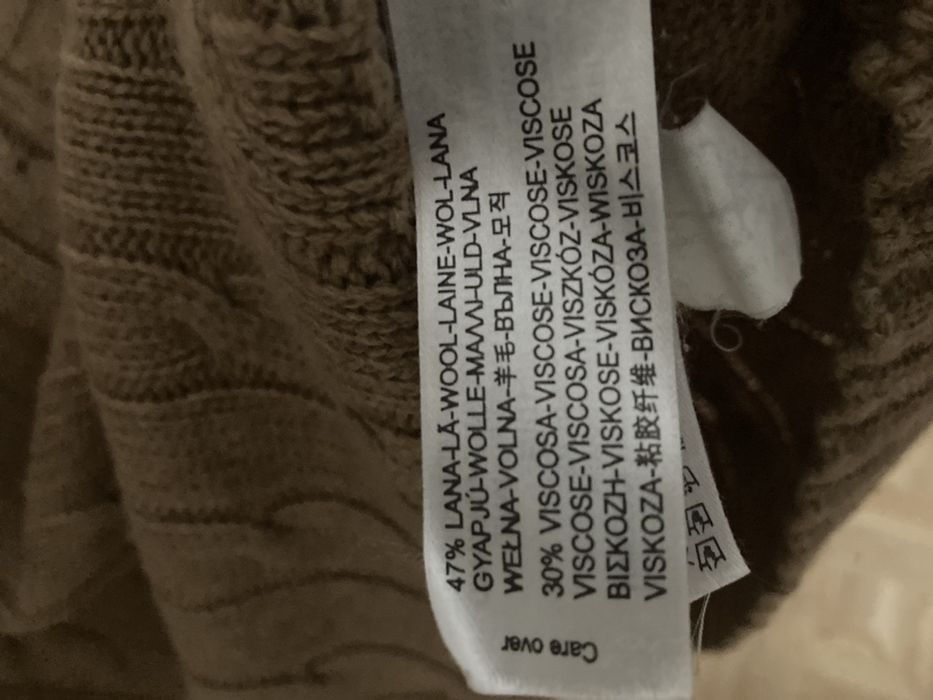 47% LANA-LÃ-WOOL-LAINE-WOL-LANA
GYAPJÚ-WOLLE-ΜΑΛΛΙ-ULD-VLNA
WEŁNA-VOLNA-羊毛-ВЪЛНА-모직
30% VISCOSA-VISCOSE-VISCOSE-VISCOSE
VISCOSE-VISCOSA-VISZKÓZ-VISKOSE
ΒΙΣΚΟΖΗ-VISKOSE-VISKÓZA-WISKOZA
VISKOZA-粘胶纤维-ВИСКОЗА-비스코스
Care over